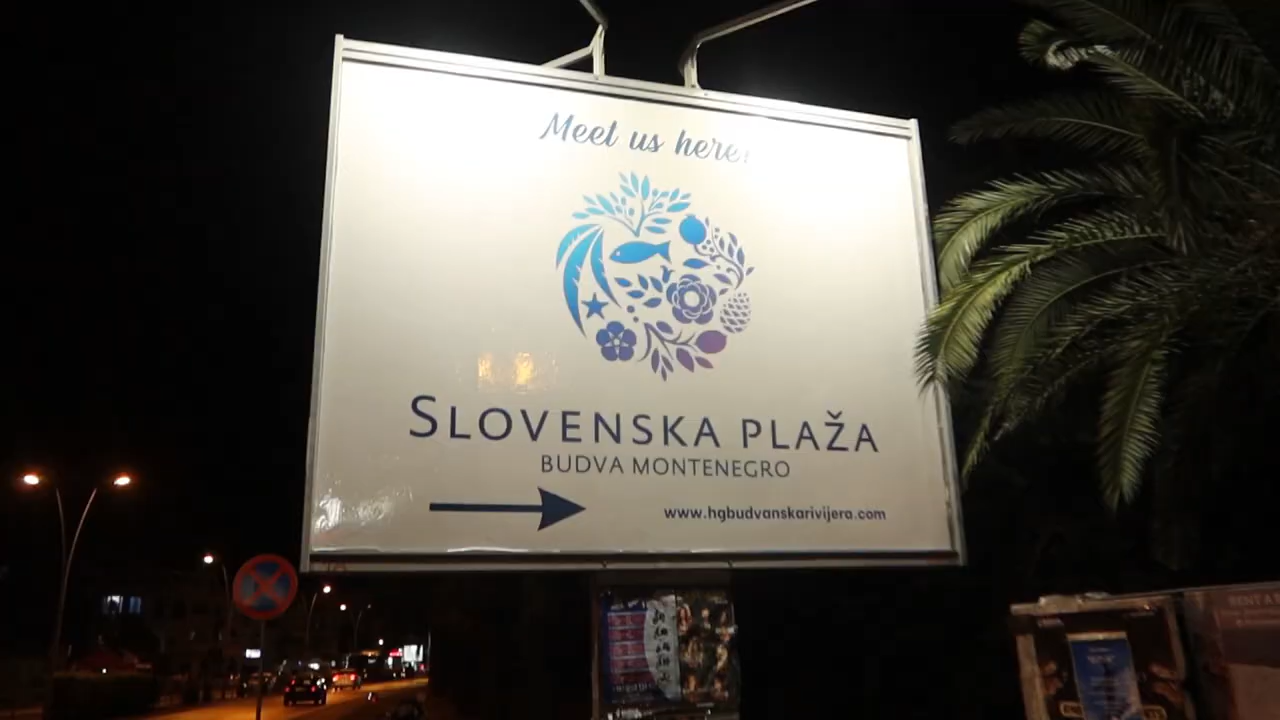 Meet us here!
SLOVENSKA PLAŽA
BUDVA MONTENEGRO
www.hgbudvanskarivijera.com